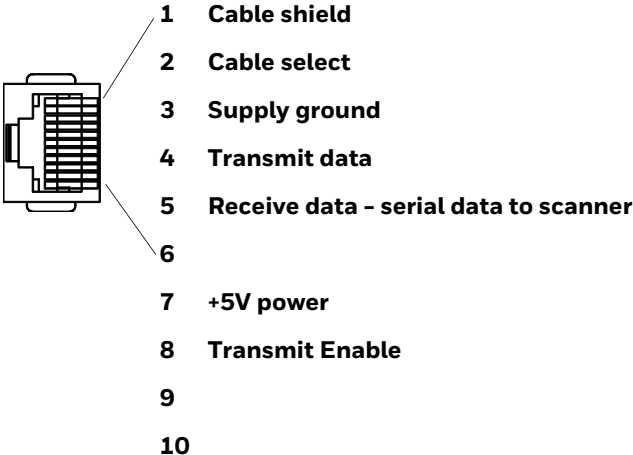 1 Cable shield
2 Cable select
3 Supply ground
4 Transmit data
5 Receive data – serial data to scanner
6
7 +5V power
8 Transmit Enable
9
10